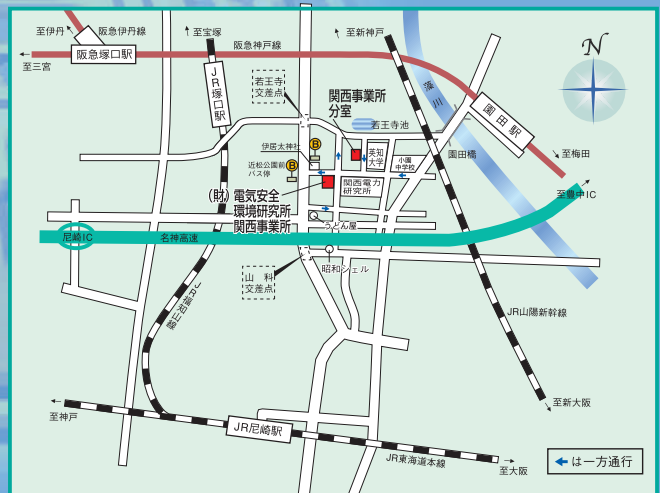 至伊丹
阪急伊丹線
至宝塚
至新神戸
N
阪急塚口駅
阪急神戸線
至三宮
JR塚口駅
若王寺
交差点
関西事業所
分室
藻川
園田駅
若王寺池
伊居太神社
B
英知
大学
小園
中学校
園田橋
至梅田
近松公園前
バス停
B
関西電力
研究所
至豊中IC
(財)電気安全
環境研究所
関西事業所
うどん屋
尼崎IC
名神高速
昭和シェル
山科
交差点
JR福知山線
JR山陽新幹線
至神戸
JR尼崎駅
至新大阪
JR東海道本線
至大阪
←は一方通行